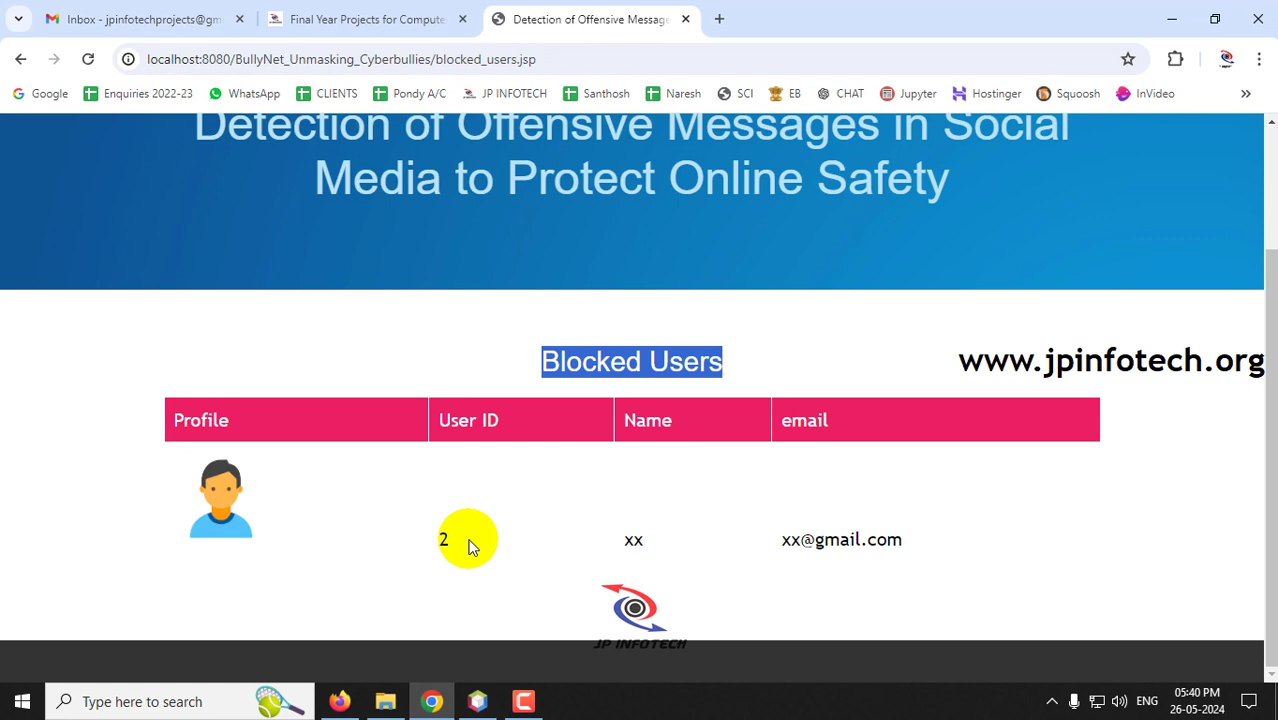 Inbox - jpinfotechprojects@gm
Final Year Projects for Compute
Detection of Offensive Message
localhost:8080/BullyNet_Unmasking_Cyberbullies/blocked_users.jsp
Google
Enquiries 2022-23
WhatsApp
CLIENTS
Pondy A/C
JP INFOTECH
Santhosh
Naresh
SCI
EB
CHAT
Jupyter
Hostinger
Squoosh
InVideo
Detection of Offensive Messages in Social
Media to Protect Online Safety
Blocked Users
www.jpinfotech.org
Profile User ID Name email
2 xx xx@gmail.com
JP INFOTECH
Type here to search
ENG
05:40 PM
26-05-2024